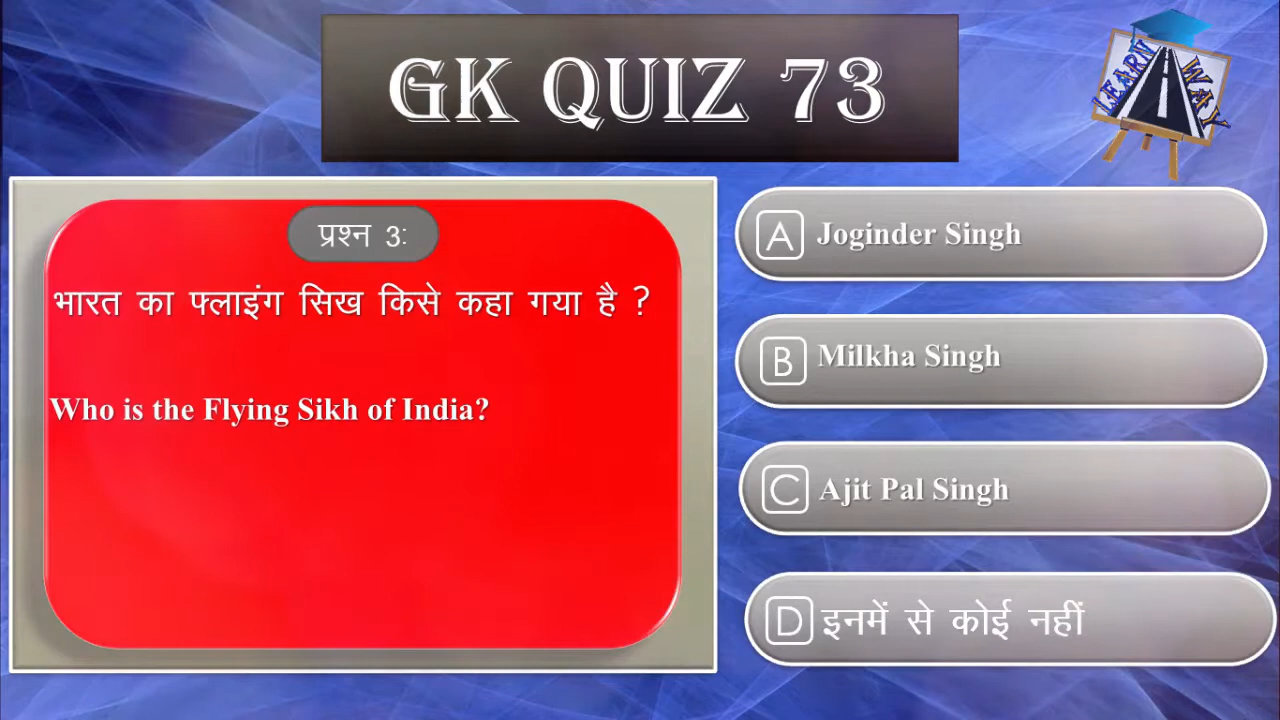 GK QUIZ 73
LEARN WAY
प्रश्न 3:
भारत का फ्लाइंग सिख किसे कहा गया है ?
Who is the Flying Sikh of India?
A Joginder Singh
B Milkha Singh
C Ajit Pal Singh
D इनमें से कोई नहीं